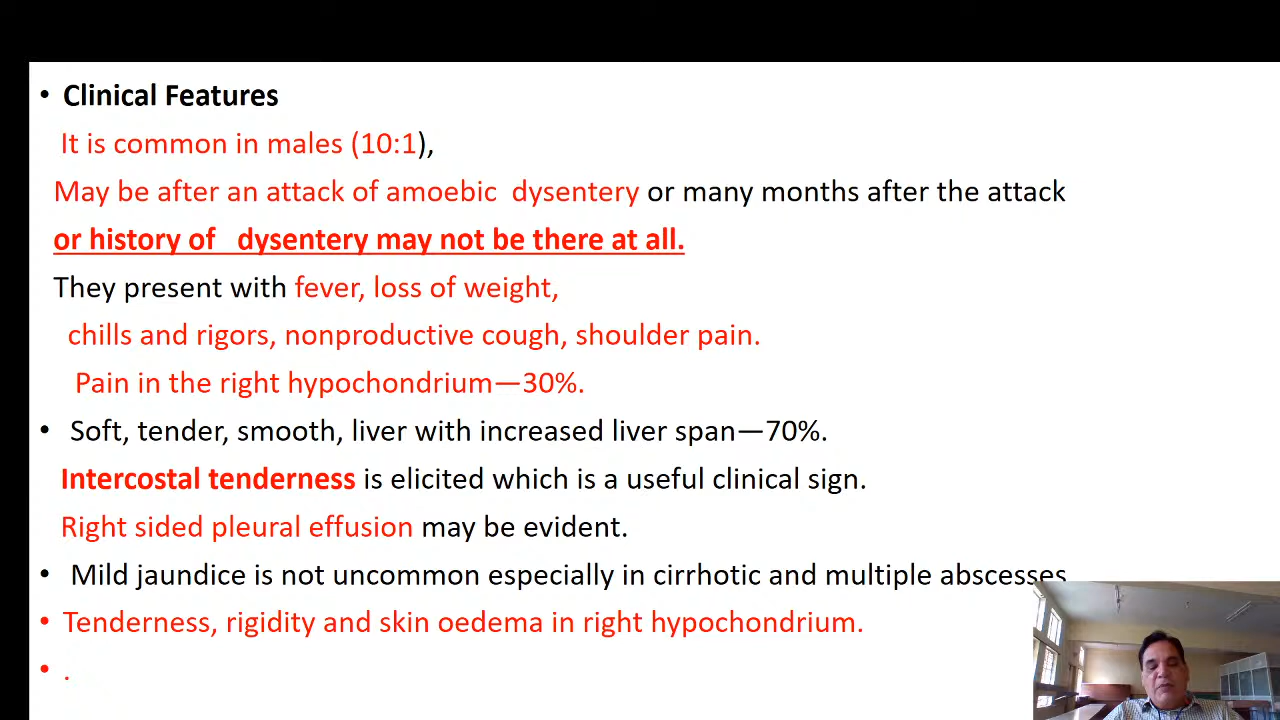 • Clinical Features
It is common in males (10:1),
May be after an attack of amoebic dysentery or many months after the attack
or history of dysentery may not be there at all.
They present with fever, loss of weight,
chills and rigors, nonproductive cough, shoulder pain.
Pain in the right hypochondrium—30%.
• Soft, tender, smooth, liver with increased liver span—70%.
Intercostal tenderness is elicited which is a useful clinical sign.
Right sided pleural effusion may be evident.
• Mild jaundice is not uncommon especially in cirrhotic and multiple abscesses
• Tenderness, rigidity and skin oedema in right hypochondrium.
• .